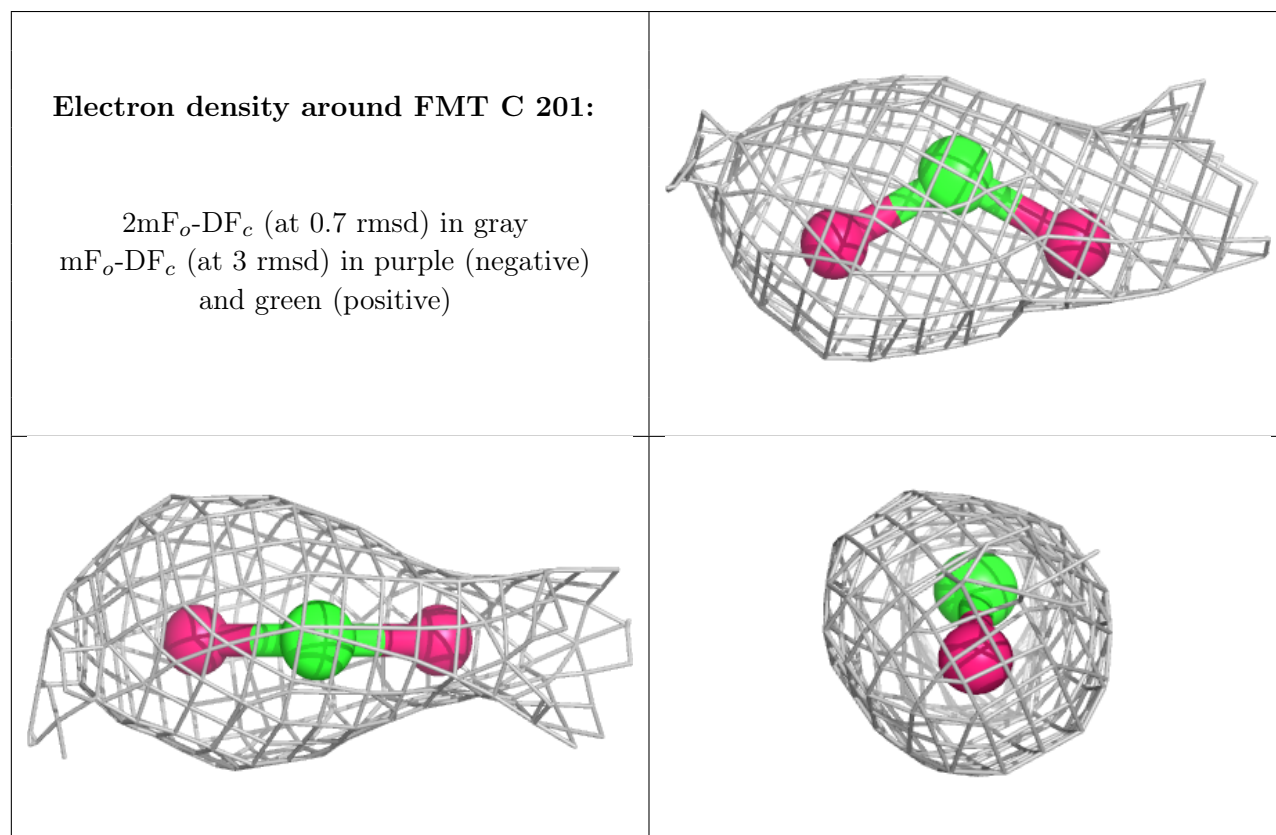 Electron density around FMT C 201:
2mFo-DFc (at 0.7 rmsd) in gray
mFo-DFc (at 3 rmsd) in purple (negative)
and green (positive)